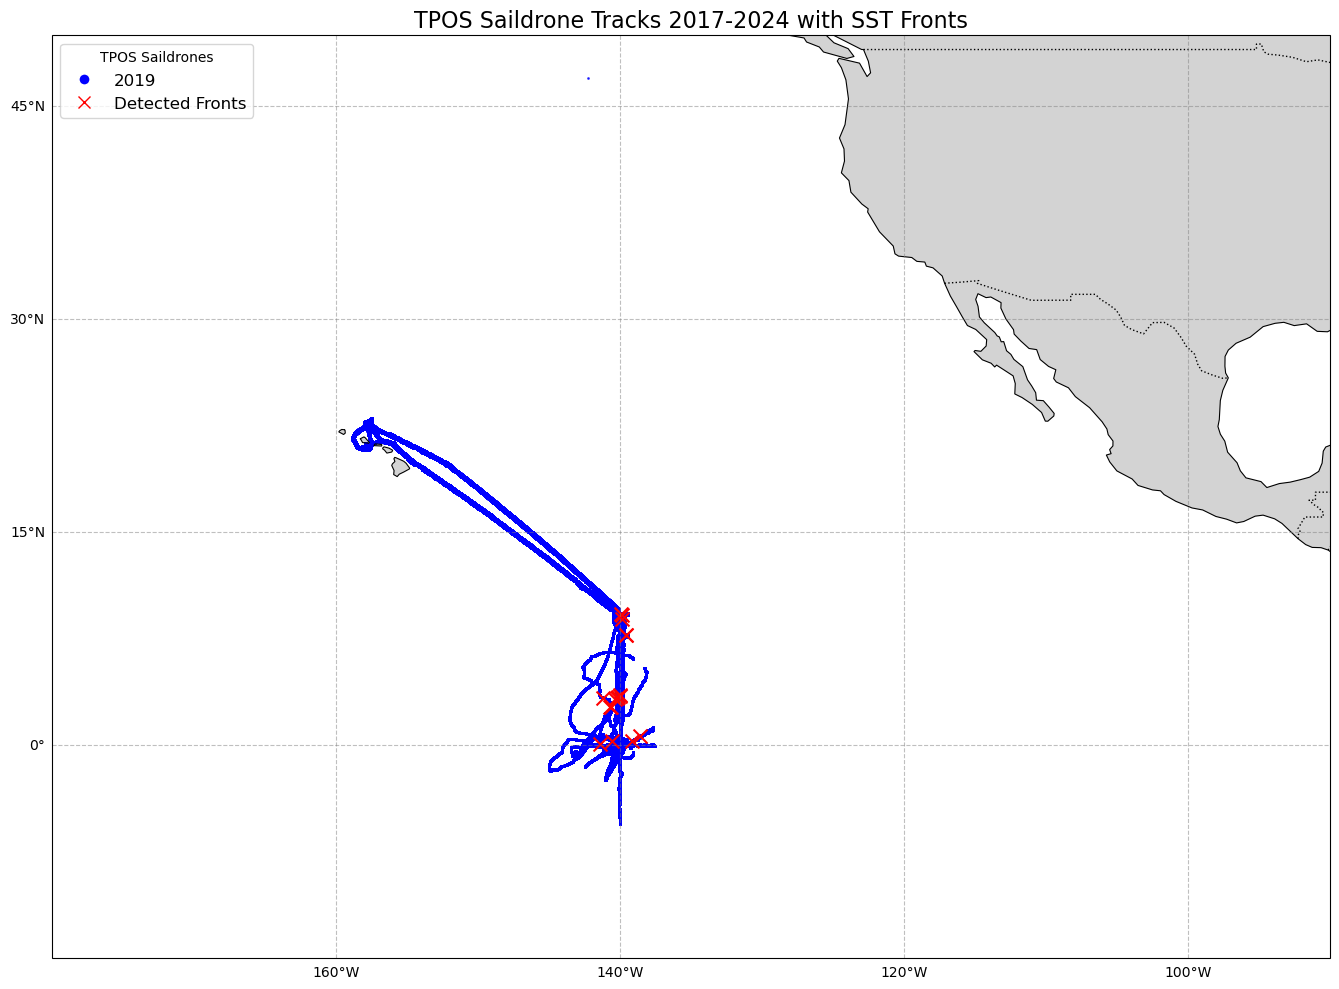 TPOS Saildrone Tracks 2017-2024 with SST Fronts
TPOS Saildrones
2019
Detected Fronts
45°N
30°N
15°N
0°
160°W
140°W
120°W
100°W